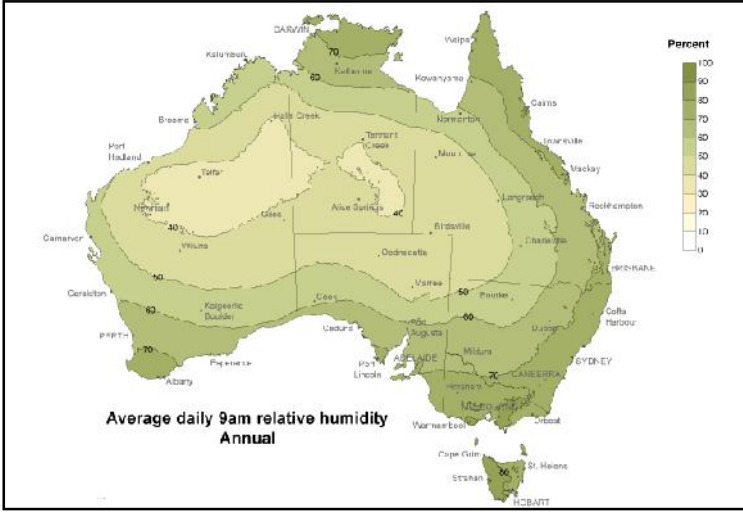 DARWIN
Weipa
Kalumburu
70
Katherine
60
Kowanyama
Percent
100
90
80
70
60
50
40
30
20
10
0
Cairns
Broome
Halls Creek
Normanton
Tennant
Creek
Townsville
Port
Hedland
Telfer
Mackay
Newman
Alice Springs
Longreach
Rockhampton
40
Giles
40
Birdsville
Charleville
Carnarvon
Wiluna
Oodnadatta
BRISBANE
50
Marree
50
Bourke
Geraldton
60
Kalgoorlie
Boulder
Cook
60
Coffs
Harbour
PERTH
Ceduna
Port
Augusta
Dubbo
70
Esperance
Port
Lincoln
ADELAIDE
Mildura
SYDNEY
Albany
70
CANBERRA
Horsham
MELBOURNE
Average daily 9am relative humidity
Annual
Warrnambool
Orbost
Cape Grim
St. Helens
Strahan
80
HOBART